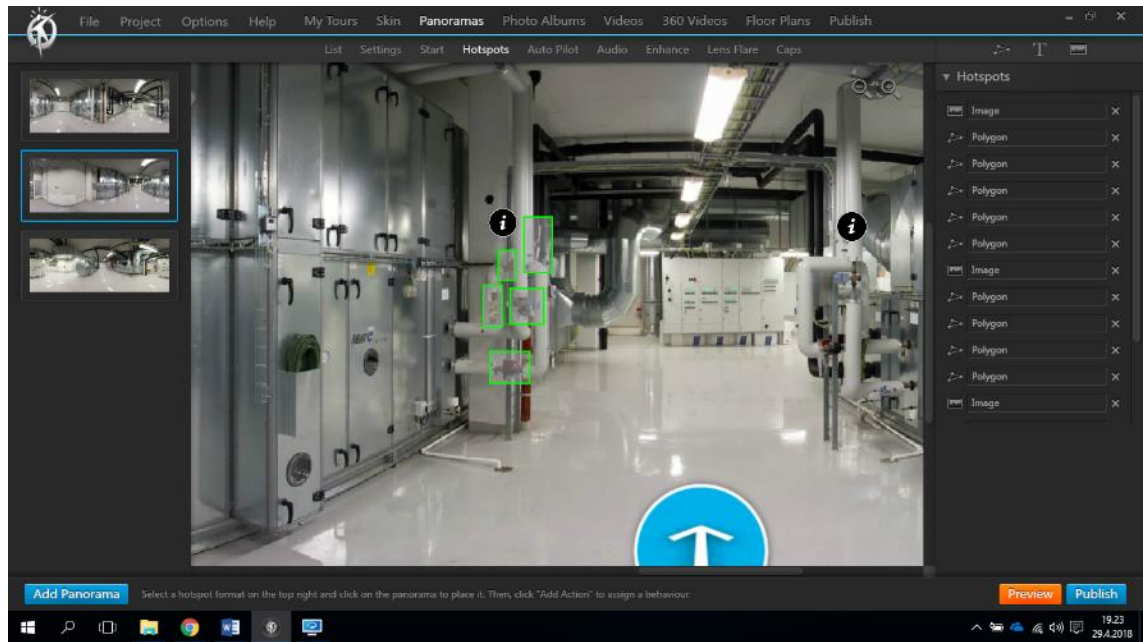 File Project Options Help My Tours Skin Panoramas Photo Albums Videos 360 Videos Floor Plans Publish
List Settings Start Hotspots Auto Pilot Audio Enhance Lens Flare Caps
T
Hotspots
Image
Polygon
Polygon
Polygon
Polygon
Polygon
Image
Polygon
Polygon
Polygon
Polygon
Image
i
i
Add Panorama Select a hotspot format on the top right and click on the panorama to place it. Then, click "Add Action" to assign a behaviour. Preview Publish
19.23
29.4.2018